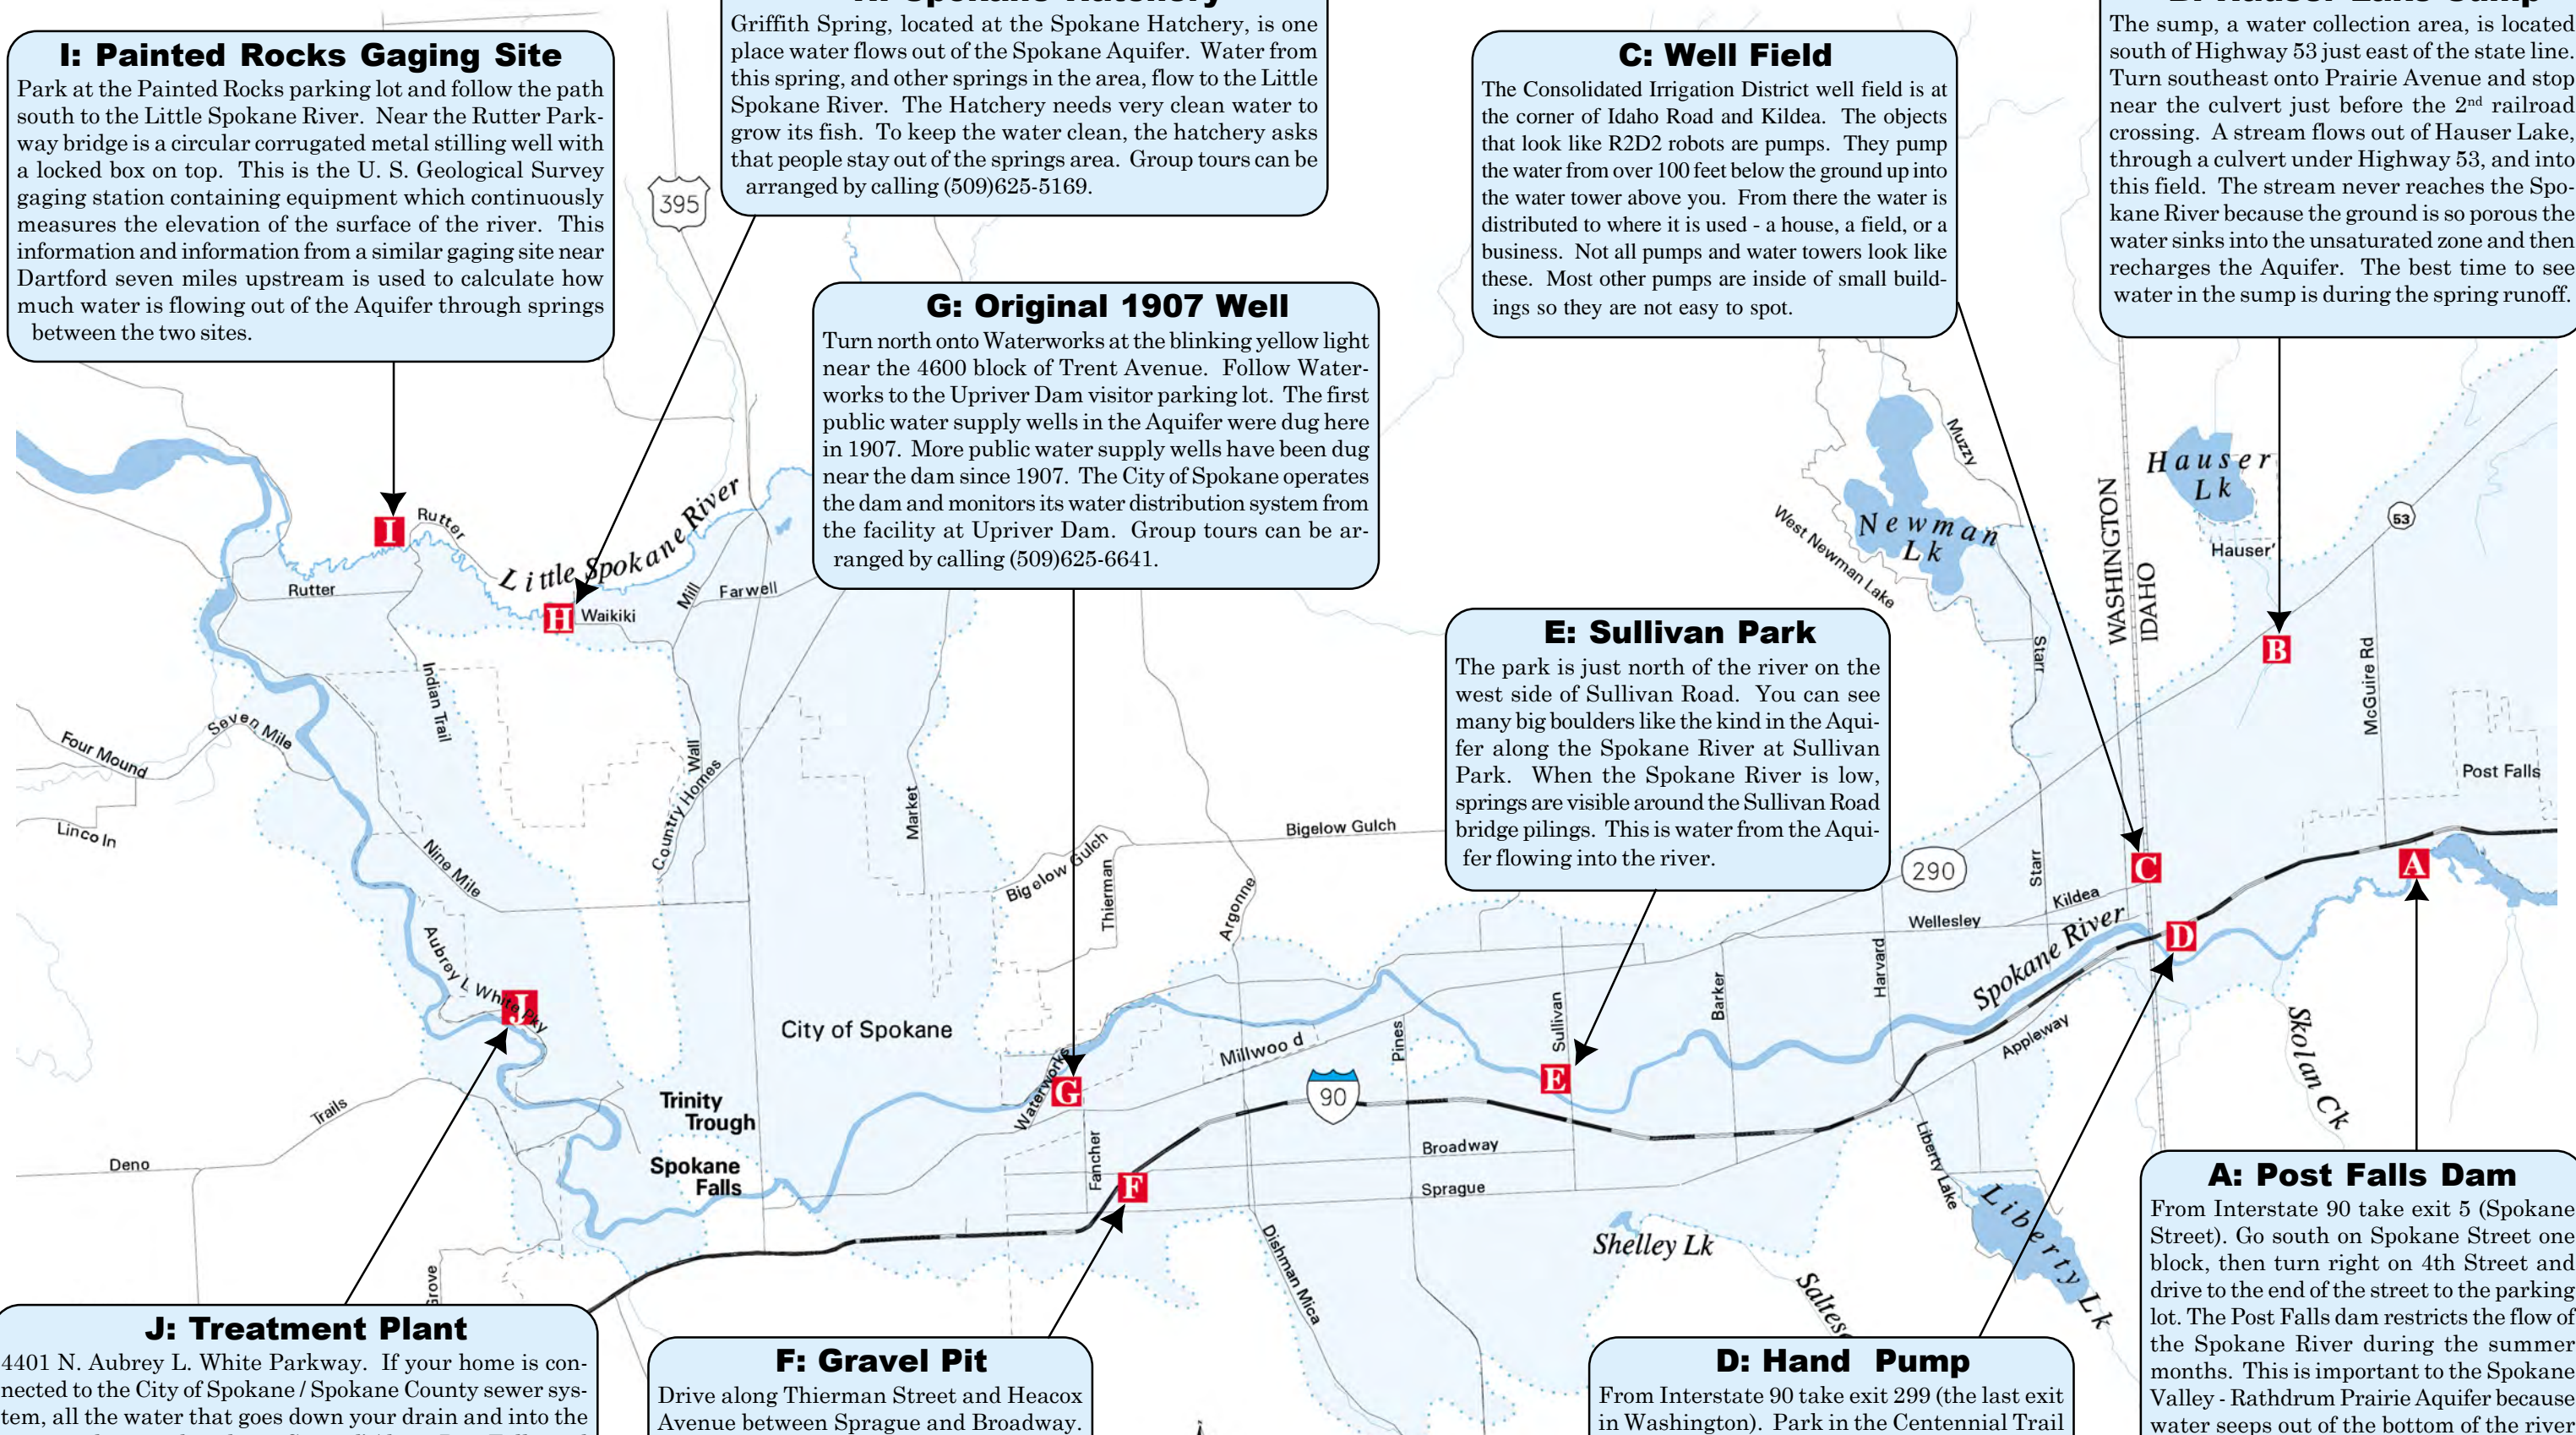 I: Painted Rocks Gaging Site
Park at the Painted Rocks parking lot and follow the path
south to the Little Spokane River. Near the Rutter Park-
way bridge is a circular corrugated metal stilling well with
a locked box on top. This is the U. S. Geological Survey
gaging station containing equipment which continuously
measures the elevation of the surface of the river. This
information and information from a similar gaging site near
Dartford seven miles upstream is used to calculate how
much water is flowing out of the Aquifer through springs
between the two sites.
Griffith Spring, located at the Spokane Hatchery, is one
place water flows out of the Spokane Aquifer. Water from
this spring, and other springs in the area, flow to the Little
Spokane River. The Hatchery needs very clean water to
grow its fish. To keep the water clean, the hatchery asks
that people stay out of the springs area. Group tours can be
arranged by calling (509)625-5169.
C: Well Field
The Consolidated Irrigation District well field is at
the corner of Idaho Road and Kildea. The objects
that look like R2D2 robots are pumps. They pump
the water from over 100 feet below the ground up into
the water tower above you. From there the water is
distributed to where it is used - a house, a field, or a
business. Not all pumps and water towers look like
these. Most other pumps are inside of small build-
ings so they are not easy to spot.
The sump, a water collection area, is located
south of Highway 53 just east of the state line.
Turn southeast onto Prairie Avenue and stop
near the culvert just before the 2nd railroad
crossing. A stream flows out of Hauser Lake,
through a culvert under Highway 53, and into
this field. The stream never reaches the Spo-
kane River because the ground is so porous the
water sinks into the unsaturated zone and then
recharges the Aquifer. The best time to see
water in the sump is during the spring runoff.
395
G: Original 1907 Well
Turn north onto Waterworks at the blinking yellow light
near the 4600 block of Trent Avenue. Follow Water-
works to the Upriver Dam visitor parking lot. The first
public water supply wells in the Aquifer were dug here
in 1907. More public water supply wells have been dug
near the dam since 1907. The City of Spokane operates
the dam and monitors its water distribution system from
the facility at Upriver Dam. Group tours can be ar-
ranged by calling (509)625-6641.
E: Sullivan Park
The park is just north of the river on the
west side of Sullivan Road. You can see
many big boulders like the kind in the Aqui-
fer along the Spokane River at Sullivan
Park. When the Spokane River is low,
springs are visible around the Sullivan Road
bridge pilings. This is water from the Aqui-
fer flowing into the river.
Muzzy
Hauser
Lk
Newman
Lk
West Newman Lake
WASHINGTON
IDAHO
53
Hauser
B
Starr
McGuire Rd
Post Falls
I
Rutter
Little Spokane River
Rutter
H
Waikiki
Mill
Farwell
Indian Trail
Seven Mile
Four Mound
Linco ln
Wall
Country Homes
Market
Nine Mile
Bigelow Gulch
Bigelow Gulch
Thierman
Argonne
290
Starr
C
A
Kildea
Wellesley
Spokane River
D
Harvard
Barker
Sullivan
Appleway
Skolan Ck
Aubrey L White Pky
J
City of Spokane
Waterworks
G
Millwoo d
Pines
E
90
Trinity
Trough
Trails
Deno
Spokane
Falls
Fancher
F
Broadway
Sprague
Liberty Lake
Liberty Lk
Shelley Lk
Dishman Mica
Saltese
Grove
A: Post Falls Dam
From Interstate 90 take exit 5 (Spokane
Street). Go south on Spokane Street one
block, then turn right on 4th Street and
drive to the end of the street to the parking
lot. The Post Falls dam restricts the flow of
the Spokane River during the summer
months. This is important to the Spokane
Valley - Rathdrum Prairie Aquifer because
water seeps out of the bottom of the river
J: Treatment Plant
4401 N. Aubrey L. White Parkway. If your home is con-
nected to the City of Spokane / Spokane County sewer sys-
tem, all the water that goes down your drain and into the
F: Gravel Pit
Drive along Thierman Street and Heacox
Avenue between Sprague and Broadway.
D: Hand Pump
From Interstate 90 take exit 299 (the last exit
in Washington). Park in the Centennial Trail